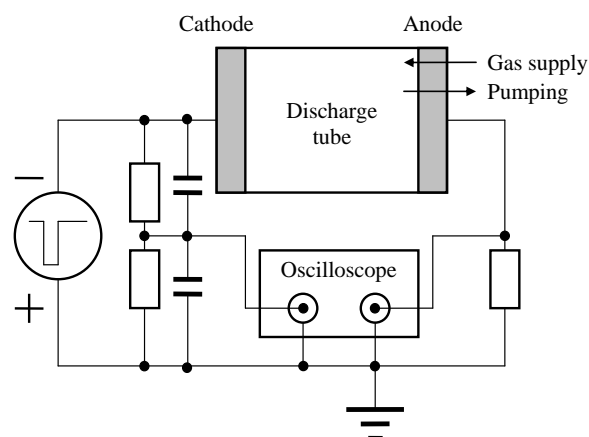 Cathode
Anode
Gas supply
Pumping
Discharge
tube
−
Oscilloscope
+